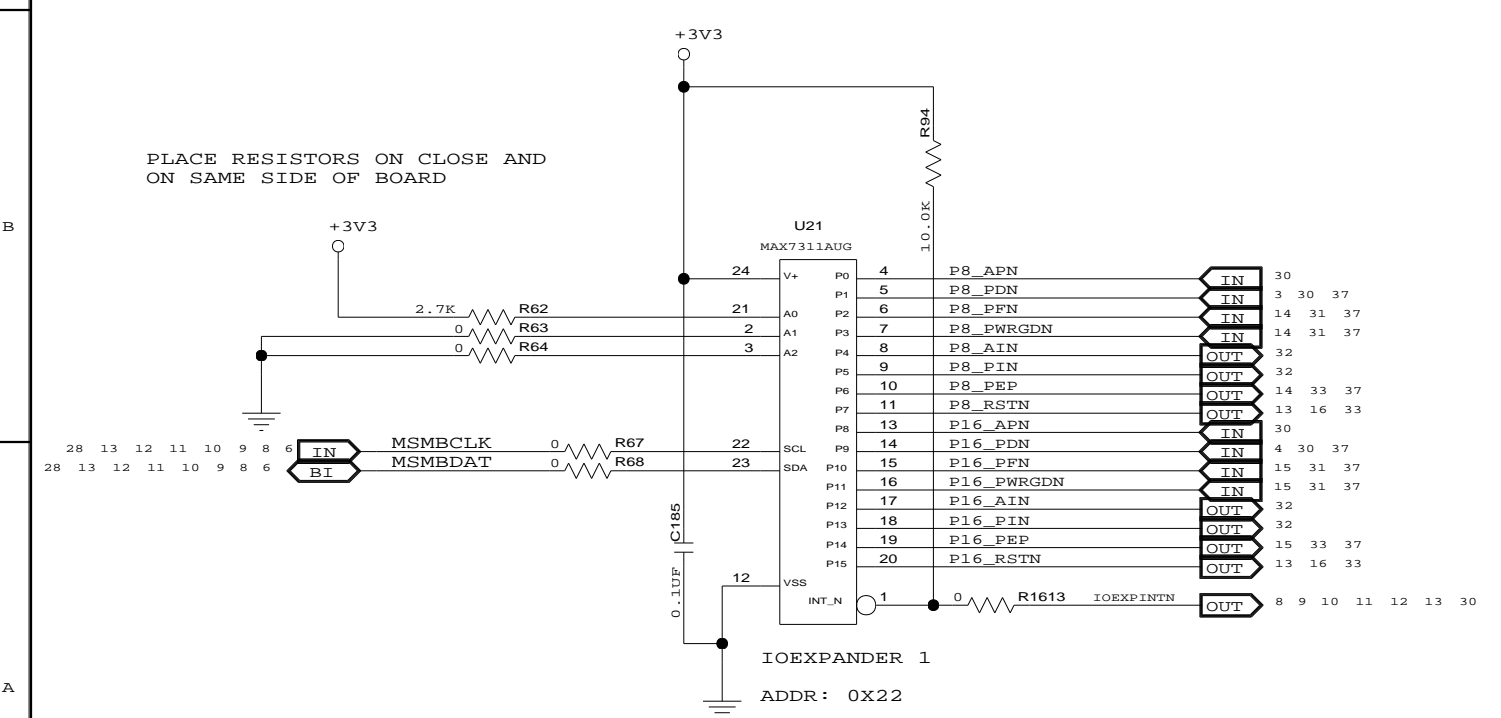 +3V3
R94
10.0K
PLACE RESISTORS ON CLOSE AND
ON SAME SIDE OF BOARD
B
+3V3
U21
MAX7311AUG
24 V+ P0 4 P8_APN IN 30
P1 5 P8_PDN IN 3 30 37
2.7K R62 21 A0 P2 6 P8_PFN IN 14 31 37
0 R63 2 A1 P3 7 P8_PWRGDN IN 14 31 37
0 R64 3 A2 P4 8 P8_AIN OUT 32
P5 9 P8_PIN OUT 32
P6 10 P8_PEP OUT 14 33 37
P7 11 P8_RSTN OUT 13 16 33
P8 13 P16_APN IN 30
28 13 12 11 10 9 8 6 IN MSMBCLK 0 R67 22 SCL P9 14 P16_PDN IN 4 30 37
28 13 12 11 10 9 8 6 BI MSMBDAT 0 R68 23 SDA P10 15 P16_PFN IN 15 31 37
P11 16 P16_PWRGDN IN 15 31 37
P12 17 P16_AIN OUT 32
C185
P13 18 P16_PIN OUT 32
P14 19 P16_PEP OUT 15 33 37
P15 20 P16_RSTN OUT 13 16 33
0.1UF
12 VSS
INT_N 1 0 R1613 IOEXPINTN OUT 8 9 10 11 12 13 30
IOEXPANDER 1
A
ADDR: 0X22